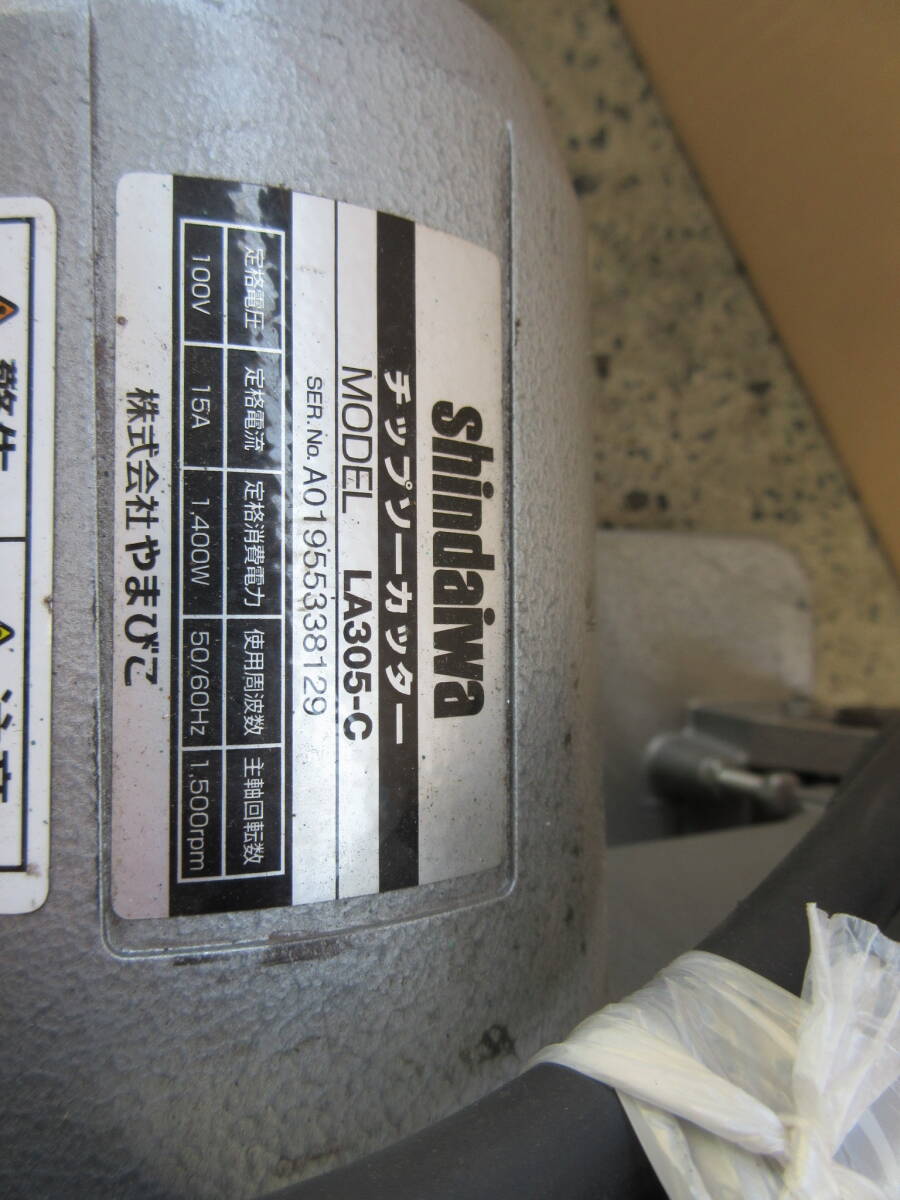 shindaiwa
チップソーカッター
MODEL LA305-C
SER.No. A01955338129
定格電圧 定格電流 定格消費電力 使用周波数 主軸回転数
100V 15A 1,400W 50/60Hz 1,500rpm
株式会社やまびこ